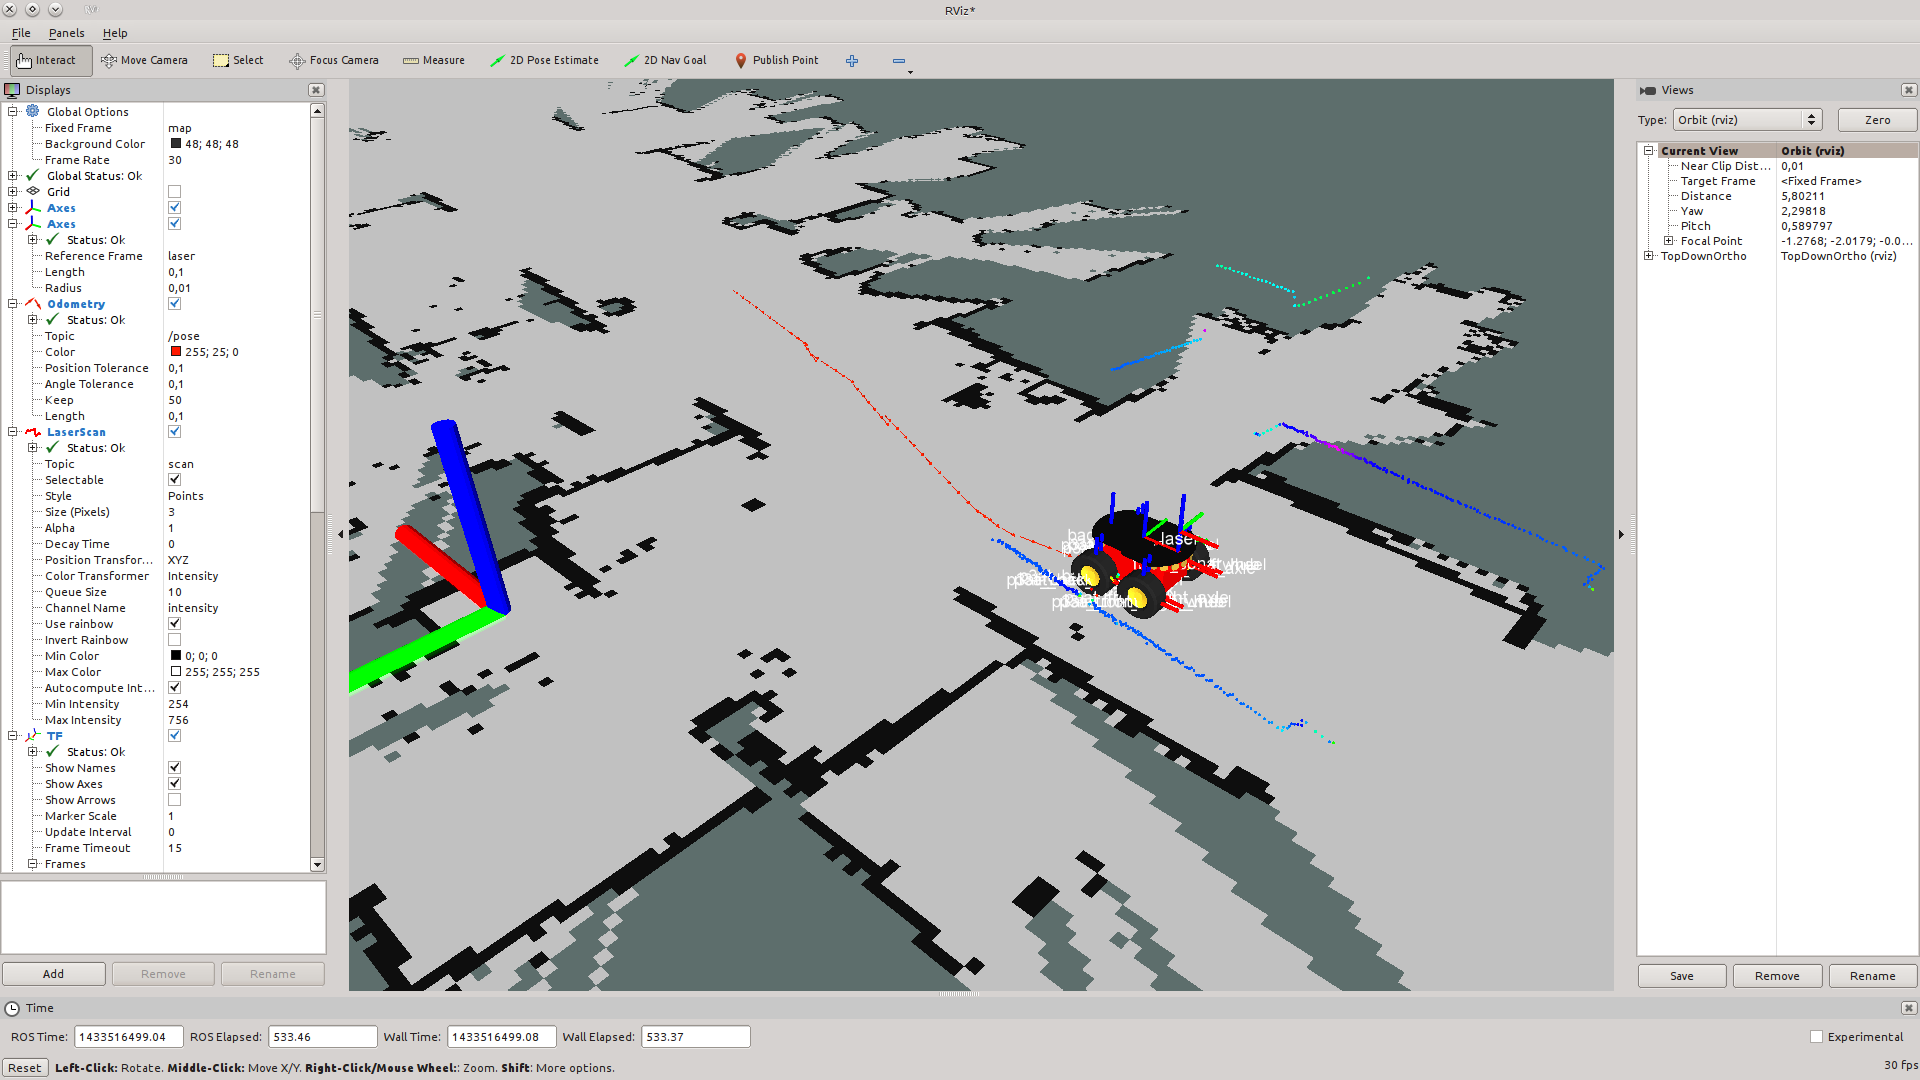 RViz*
File Panels Help
Interact Move Camera Select Focus Camera Measure 2D Pose Estimate 2D Nav Goal Publish Point
Displays
Global Options
Fixed Frame map
Background Color 48; 48; 48
Frame Rate 30
Global Status: Ok
Grid
Axes
Axes
Status: Ok
Reference Frame laser
Length 0,1
Radius 0,01
Odometry
Status: Ok
Topic /pose
Color 255; 25; 0
Position Tolerance 0,1
Angle Tolerance 0,1
Keep 50
Length 0,1
LaserScan
Status: Ok
Topic scan
Selectable
Style Points
Size (Pixels) 3
Alpha 1
Decay Time 0
Position Transfor... XYZ
Color Transformer Intensity
Queue Size 10
Channel Name intensity
Use rainbow
Invert Rainbow
Min Color 0; 0; 0
Max Color 255; 255; 255
Autocompute Int...
Min Intensity 254
Max Intensity 756
TF
Status: Ok
Show Names
Show Axes
Show Arrows
Marker Scale 1
Update Interval 0
Frame Timeout 15
Frames
Add Remove Rename
laser
Views
Type: Orbit (rviz) Zero
Current View Orbit (rviz)
Near Clip Dist... 0,01
Target Frame <Fixed Frame>
Distance 5,80211
Yaw 2,29818
Pitch 0,589797
Focal Point -1.2768; -2.0179; -0.0...
TopDownOrtho TopDownOrtho (rviz)
Save Remove Rename
Time
ROS Time: 1433516499.04 ROS Elapsed: 533.46 Wall Time: 1433516499.08 Wall Elapsed: 533.37 Experimental
Reset Left-Click: Rotate. Middle-Click: Move X/Y. Right-Click/Mouse Wheel:: Zoom. Shift: More options. 30 fps